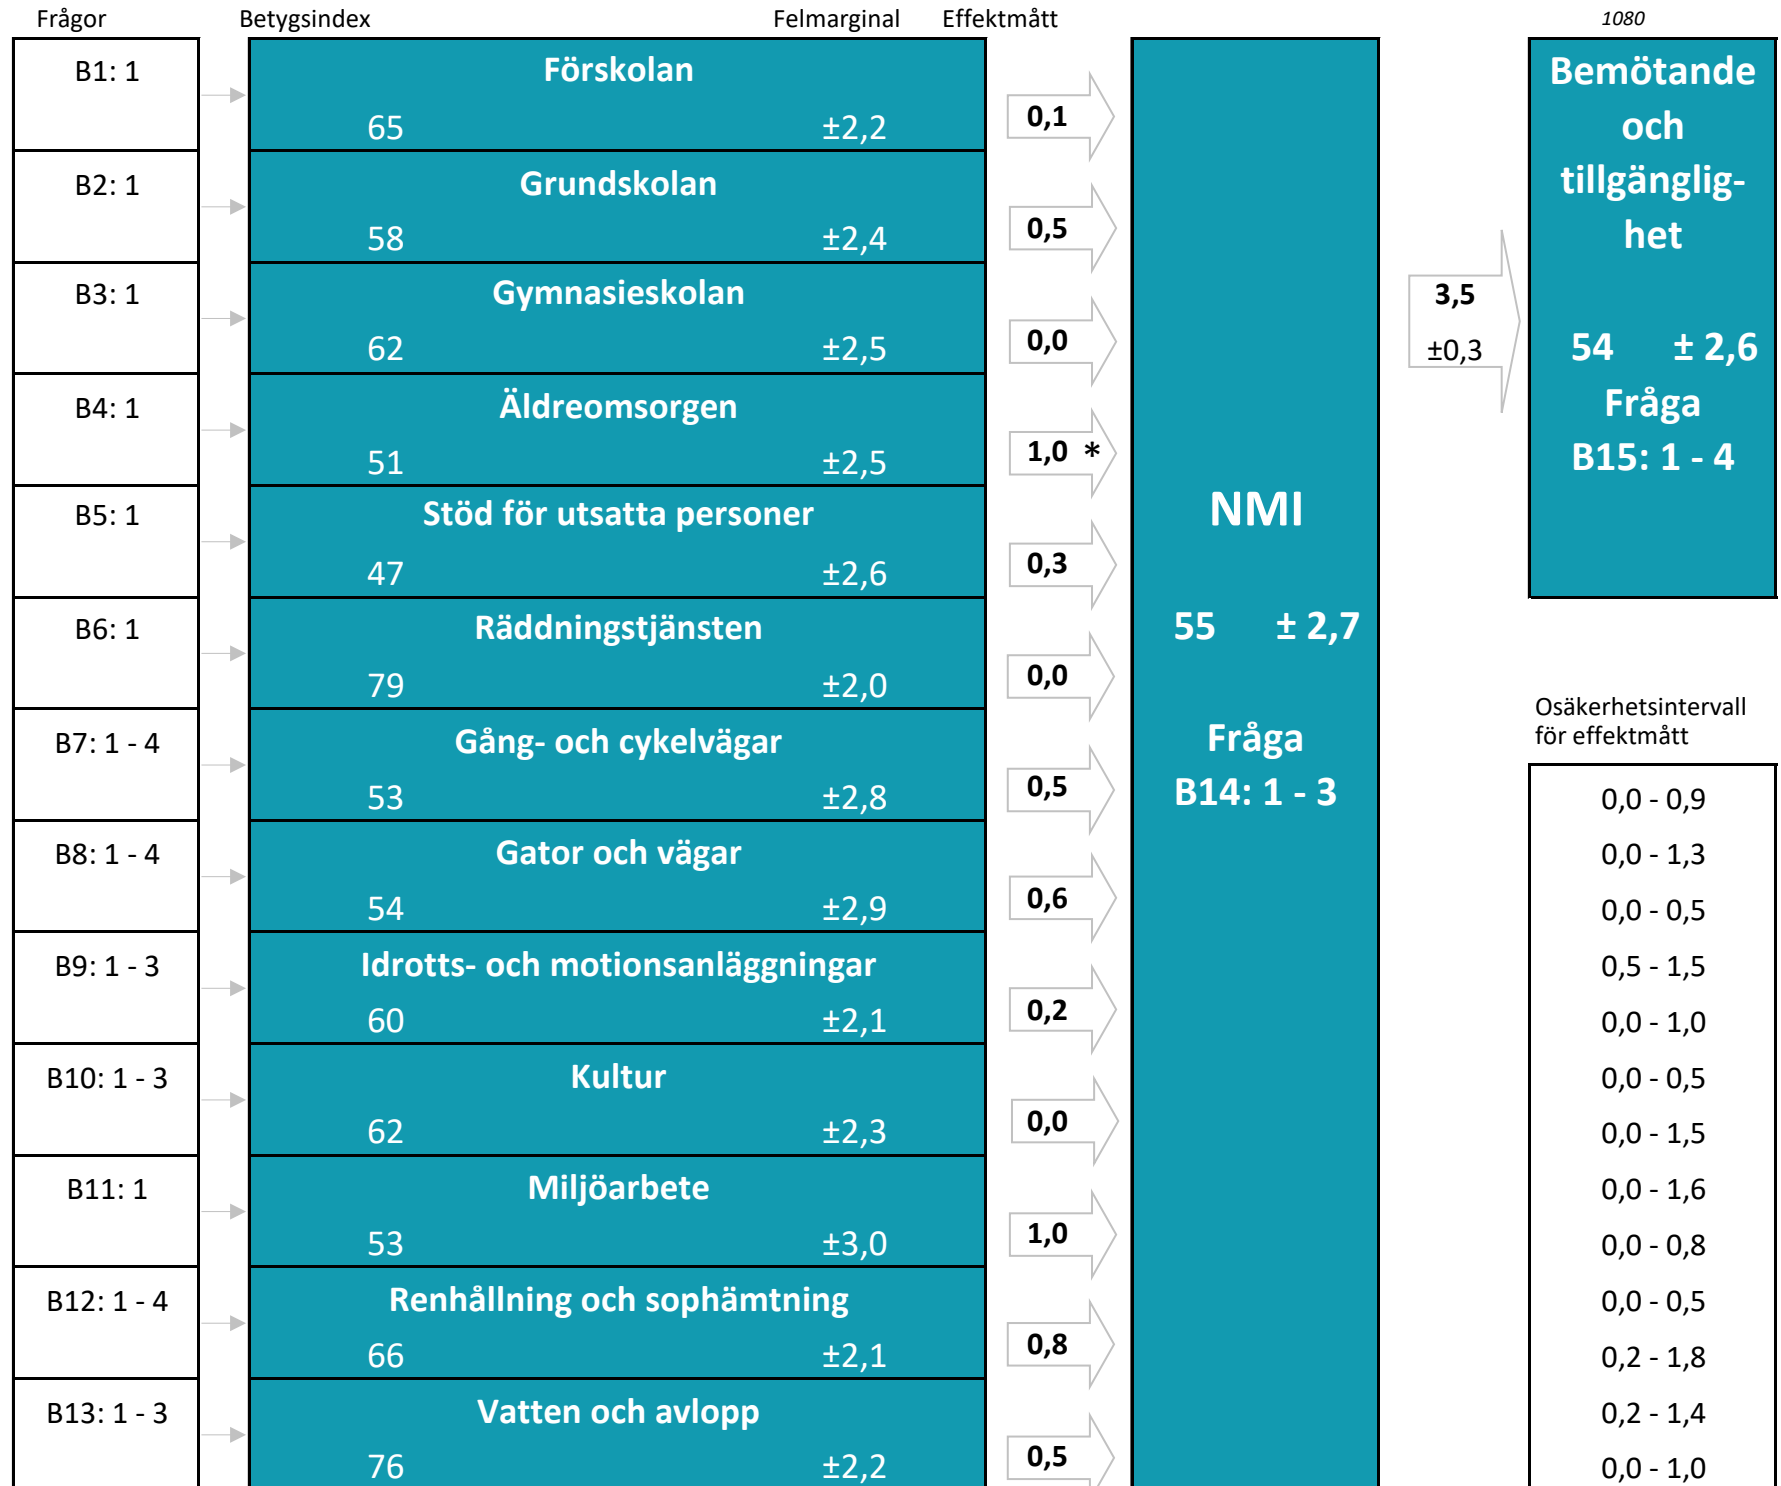 Frågor Betygsindex Felmarginal Effektmått 1080
B1: 1 Förskolan
65 ±2,2 0,1
B2: 1 Grundskolan
58 ±2,4 0,5
B3: 1 Gymnasieskolan
62 ±2,5 0,0
B4: 1 Äldreomsorgen
51 ±2,5 1,0 *
B5: 1 Stöd för utsatta personer
47 ±2,6 0,3
B6: 1 Räddningstjänsten
79 ±2,0 0,0
B7: 1 - 4 Gång- och cykelvägar
53 ±2,8 0,5
B8: 1 - 4 Gator och vägar
54 ±2,9 0,6
B9: 1 - 3 Idrotts- och motionsanläggningar
60 ±2,1 0,2
B10: 1 - 3 Kultur
62 ±2,3 0,0
B11: 1 Miljöarbete
53 ±3,0 1,0
B12: 1 - 4 Renhållning och sophämtning
66 ±2,1 0,8
B13: 1 - 3 Vatten och avlopp
76 ±2,2 0,5
NMI
55 ± 2,7
Fråga
B14: 1 - 3
3,5
±0,3
Bemötande
och
tillgänglig-
het
54 ± 2,6
Fråga
B15: 1 - 4
Osäkerhetsintervall
för effektmått
0,0 - 0,9
0,0 - 1,3
0,0 - 0,5
0,5 - 1,5
0,0 - 1,0
0,0 - 0,5
0,0 - 1,5
0,0 - 1,6
0,0 - 0,8
0,0 - 0,5
0,2 - 1,8
0,2 - 1,4
0,0 - 1,0